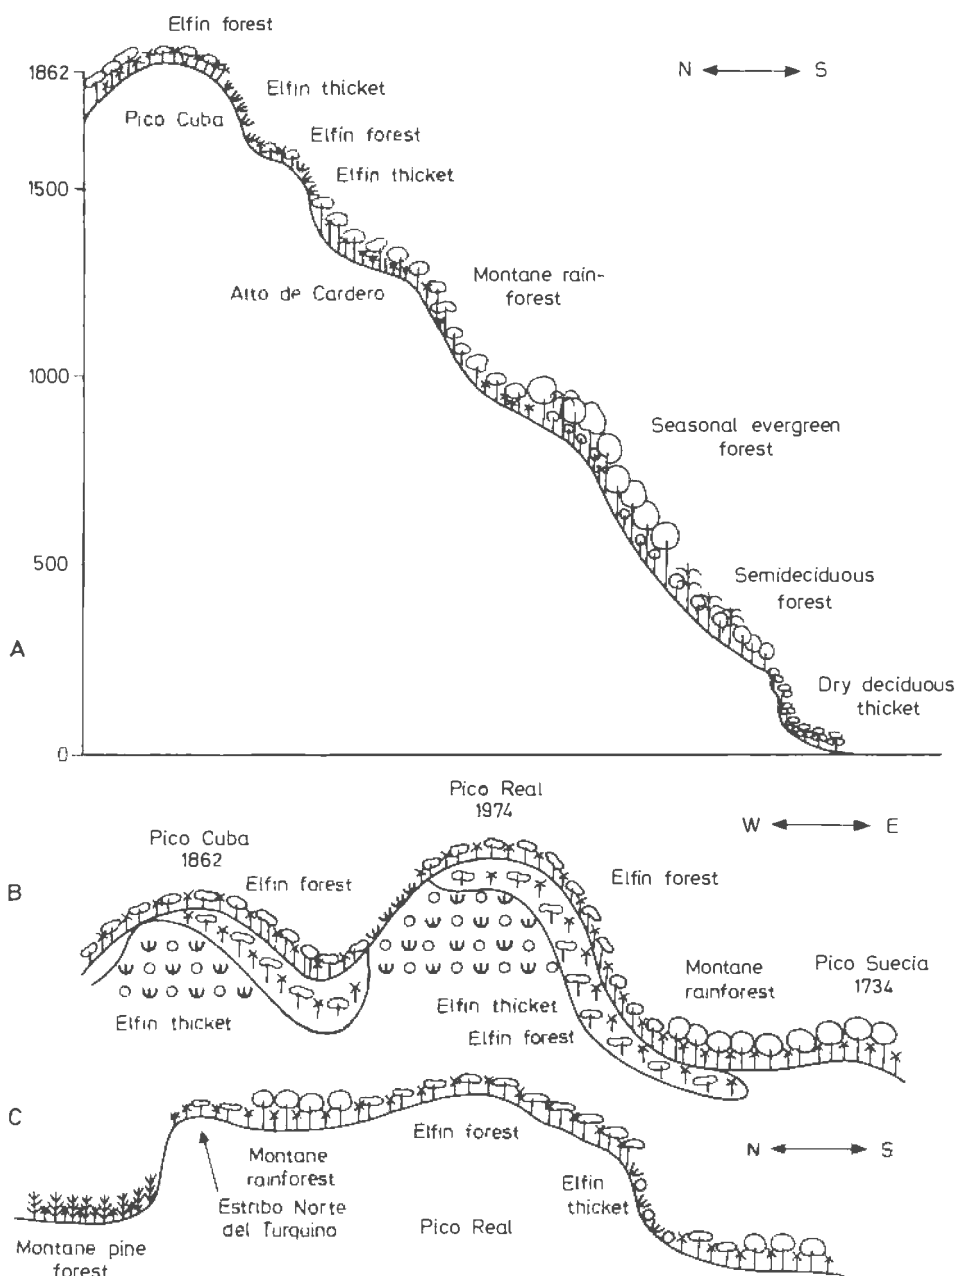 Elfin forest
1862
N S
Elfin thicket
Pico Cuba
Elfin forest
Elfin thicket
1500
Alto de Cardero
Montane rain-
forest
1000
Seasonal evergreen
forest
500
Semideciduous
forest
A
Dry deciduous
thicket
0
Pico Real
1974
W E
Pico Cuba
1862
Elfin forest
Elfin forest
B
Montane
rainforest
Pico Suecia
1734
Elfin thicket
Elfin thicket
Elfin forest
C
Elfin forest
N S
Montane
rainforest
Elfin
thicket
Estribo Norte
del Turquino
Pico Real
Montane pine
forest